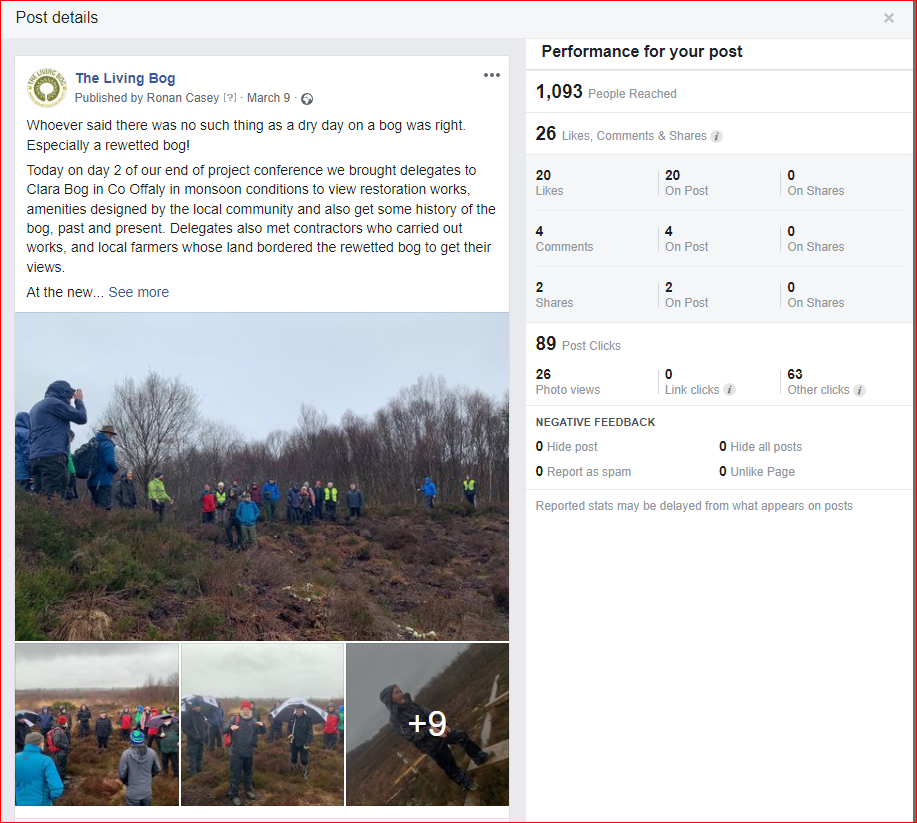 Post details
The Living Bog
Published by Ronan Casey [?] · March 9 ·
Whoever said there was no such thing as a dry day on a bog was right.
Especially a rewetted bog!
Today on day 2 of our end of project conference we brought delegates to
Clara Bog in Co Offaly in monsoon conditions to view restoration works,
amenities designed by the local community and also get some history of the
bog, past and present. Delegates also met contractors who carried out
works, and local farmers whose land bordered the rewetted bog to get their
views.
At the new... See more
+9
Performance for your post
1,093 People Reached
26 Likes, Comments & Shares i
20 20 0
Likes On Post On Shares
4 4 0
Comments On Post On Shares
2 2 0
Shares On Post On Shares
89 Post Clicks
26 0 63
Photo views Link clicks i Other clicks i
NEGATIVE FEEDBACK
0 Hide post 0 Hide all posts
0 Report as spam 0 Unlike Page
Reported stats may be delayed from what appears on posts